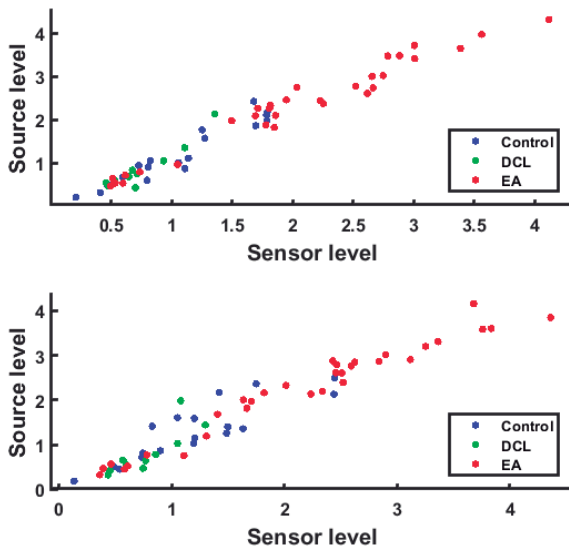 4
3
2
1
Source level
0.5 1 1.5 2 2.5 3 3.5 4
Sensor level
Control
DCL
EA
4
3
2
1
0
Source level
0 1 2 3 4
Sensor level
Control
DCL
EA